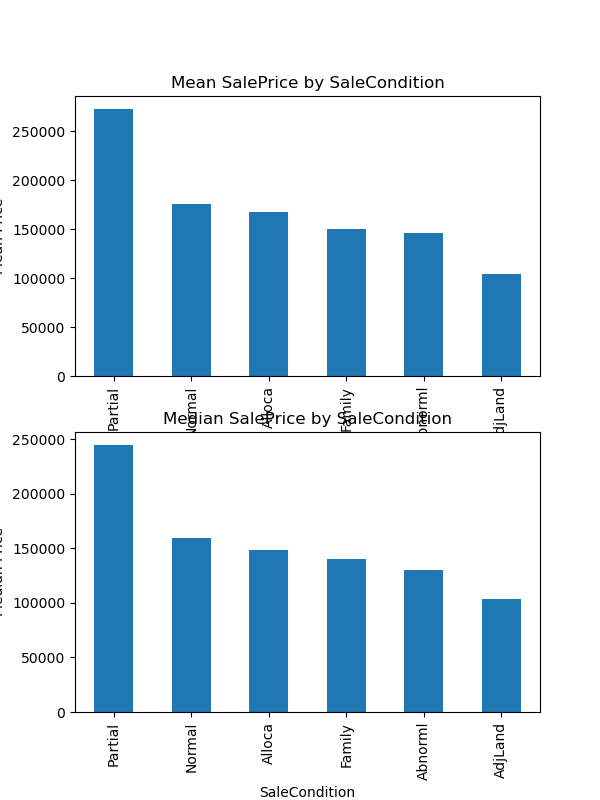 Mean SalePrice by SaleCondition
250000
200000
150000
100000
50000
0
Partial
Normal
Alloca
Family
Median SalePrice by SaleCondition
250000
200000
150000
100000
50000
0
Partial
Normal
Alloca
Family
Abnorml
AdjLand
SaleCondition